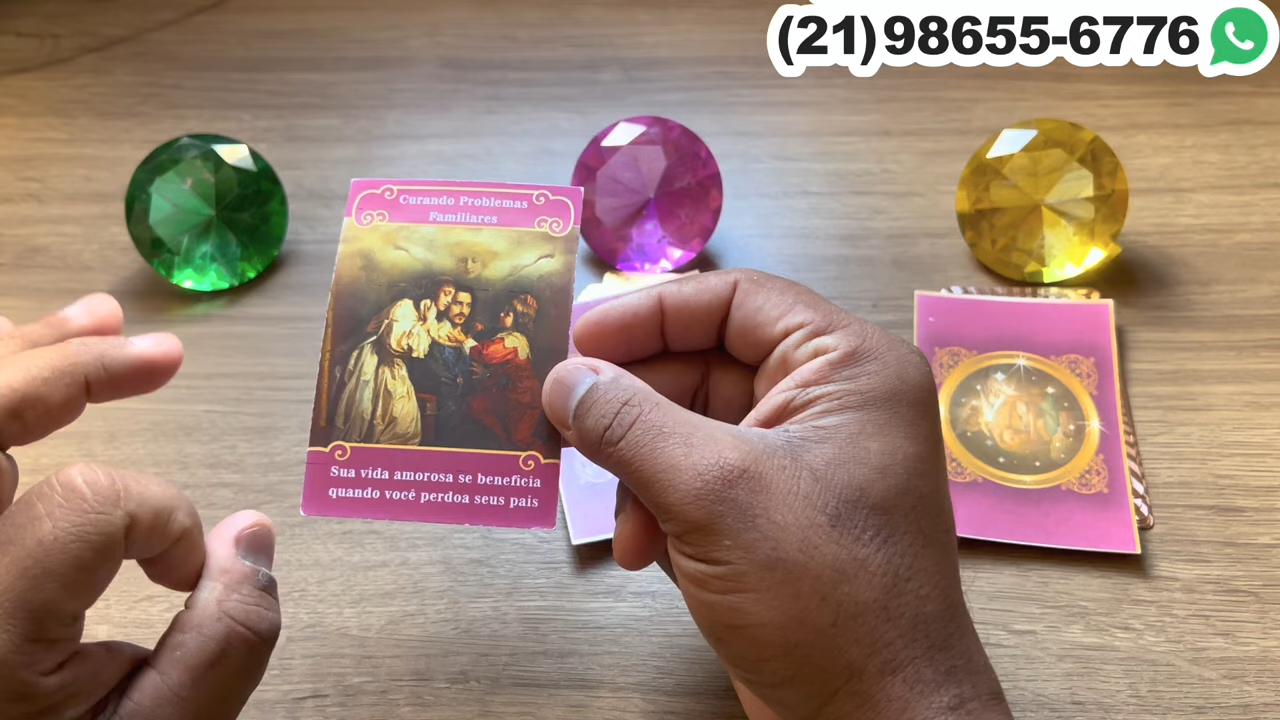 (21)98655-6776
Curando Problemas
Familiares
Sua vida amorosa se beneficia
quando você perdoa seus pais